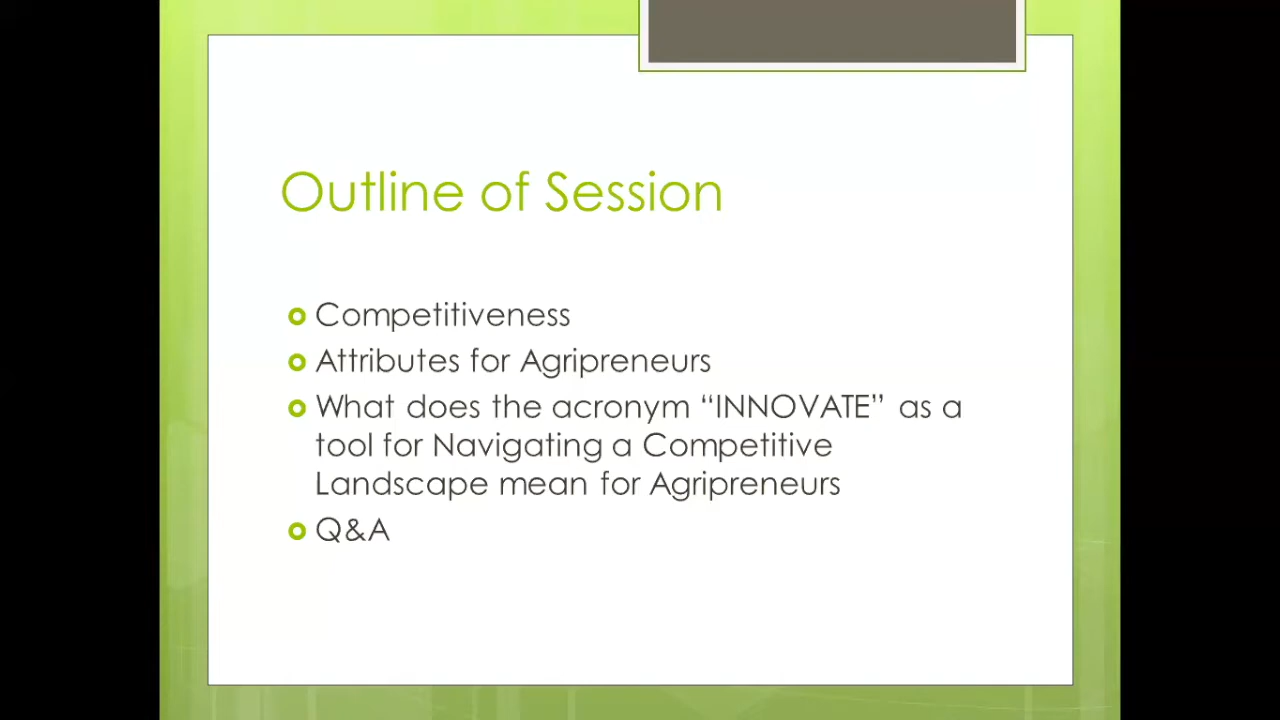 Outline of Session
Competitiveness
Attributes for Agripreneurs
What does the acronym “INNOVATE” as a
tool for Navigating a Competitive
Landscape mean for Agripreneurs
Q&A